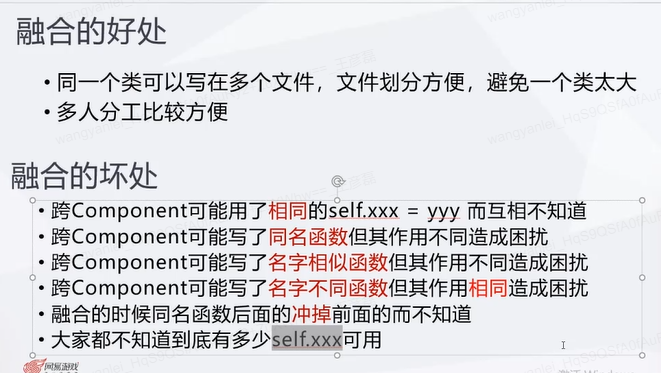 融合的好处
• 同一个类可以写在多个文件，文件划分方便，避免一个类太大
• 多人分工比较方便
融合的坏处
• 跨Component可能用了相同的self.xxx = yyy 而互相不知道
• 跨Component可能写了同名函数但其作用不同造成困扰
• 跨Component可能写了名字相似函数但其作用不同造成困扰
• 跨Component可能写了名字不同函数但其作用相同造成困扰
• 融合的时候同名函数后面的冲掉前面的而不知道
• 大家都不知道到底有多少self.xxx可用
网易游戏